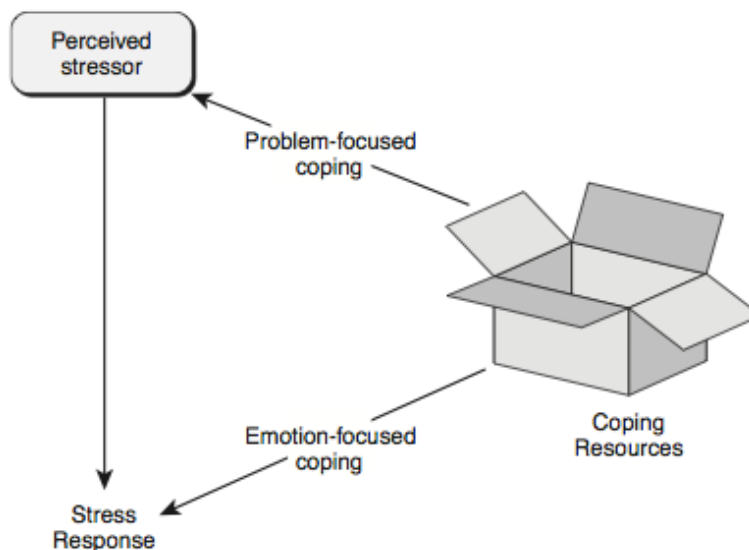 Perceived
stressor
Problem-focused
coping
Emotion-focused
coping
Coping
Resources
Stress
Response